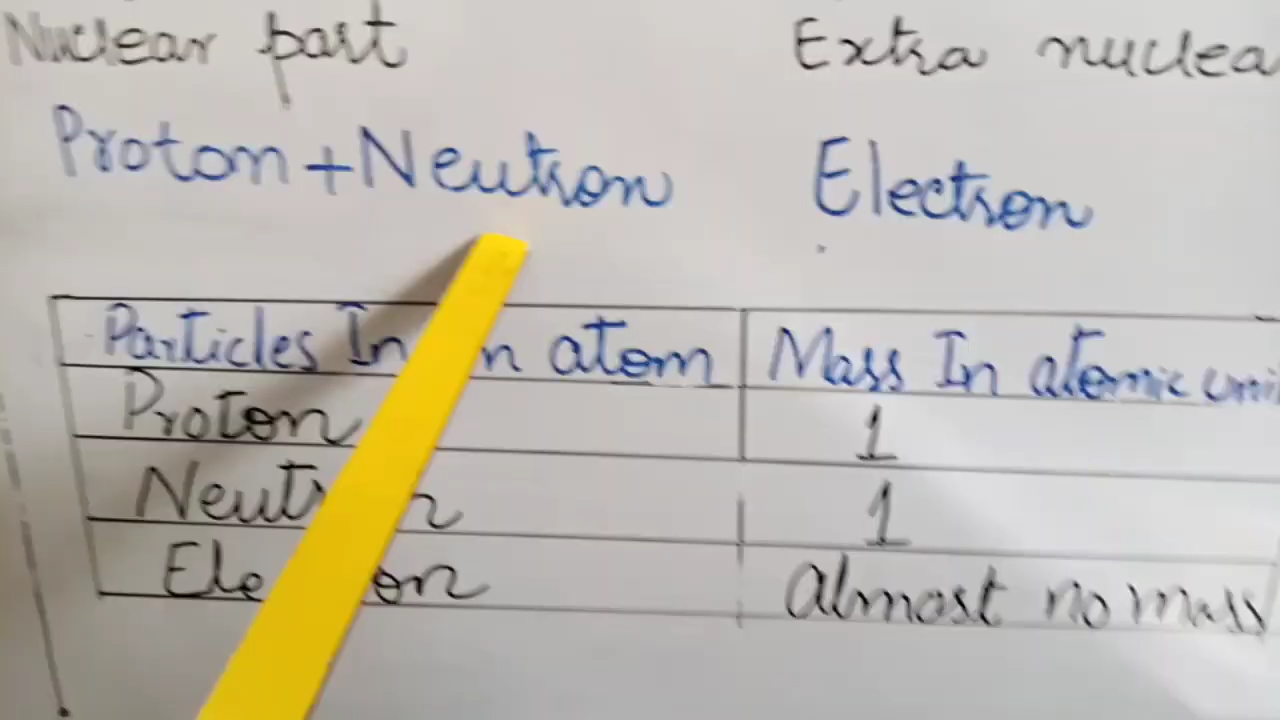 Nuclear part Extra nuclea
Proton + Neutron Electron
Particles In n atom Mass In atomic uni
Proton 1
Neut n 1
Ele on almost no mass